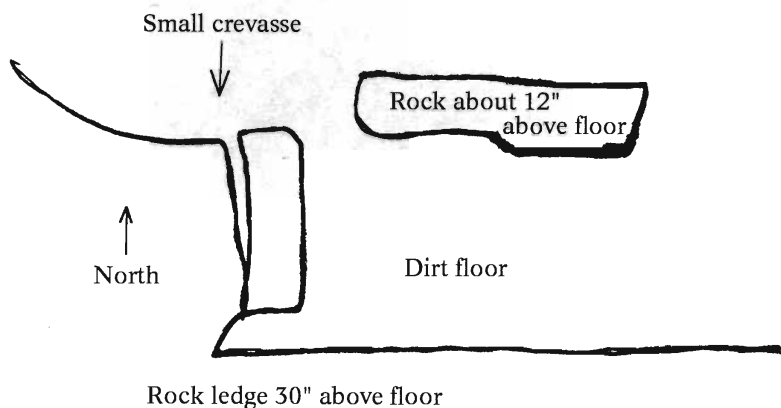 Small crevasse
Rock about 12"
above floor
North
Dirt floor
Rock ledge 30" above floor